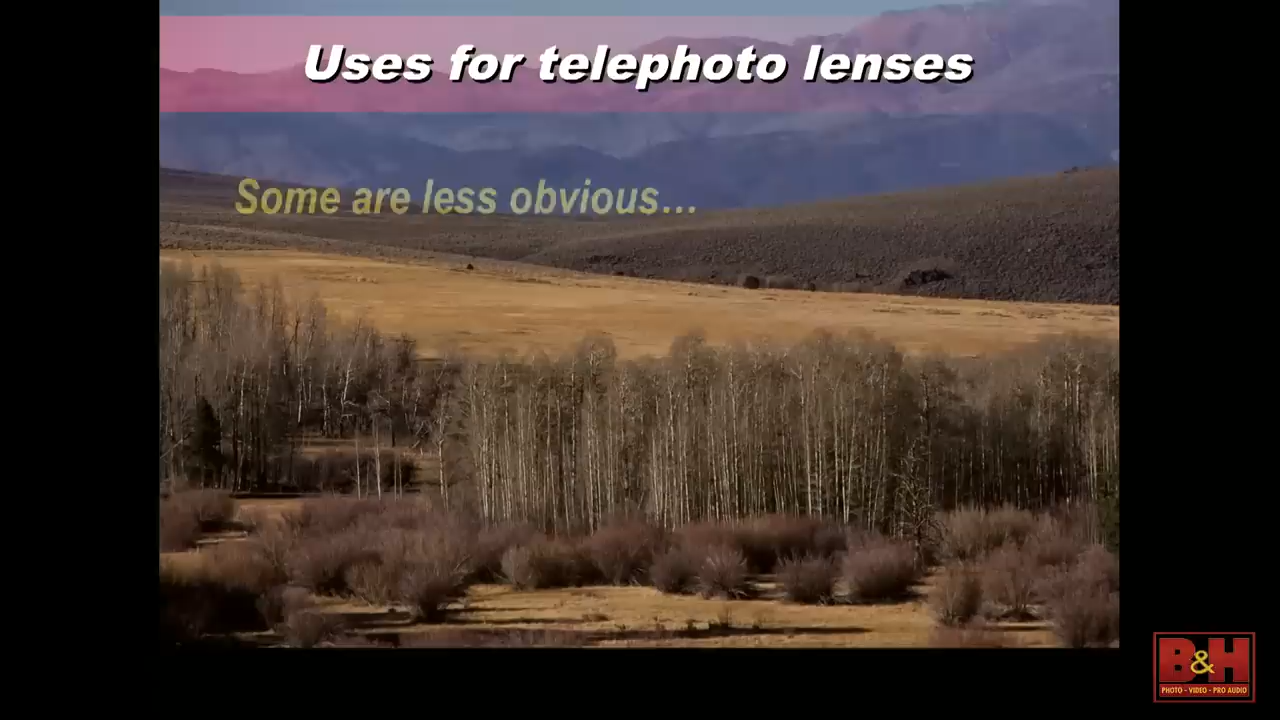 Uses for telephoto lenses
Some are less obvious...
B&H
PHOTO - VIDEO - PRO AUDIO